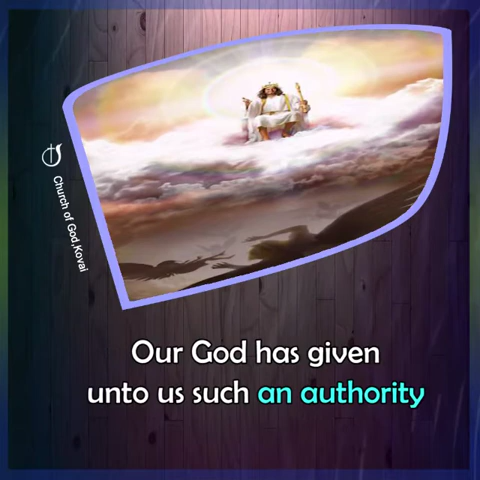 Church of God,Kovai
Our God has given
unto us such an authority